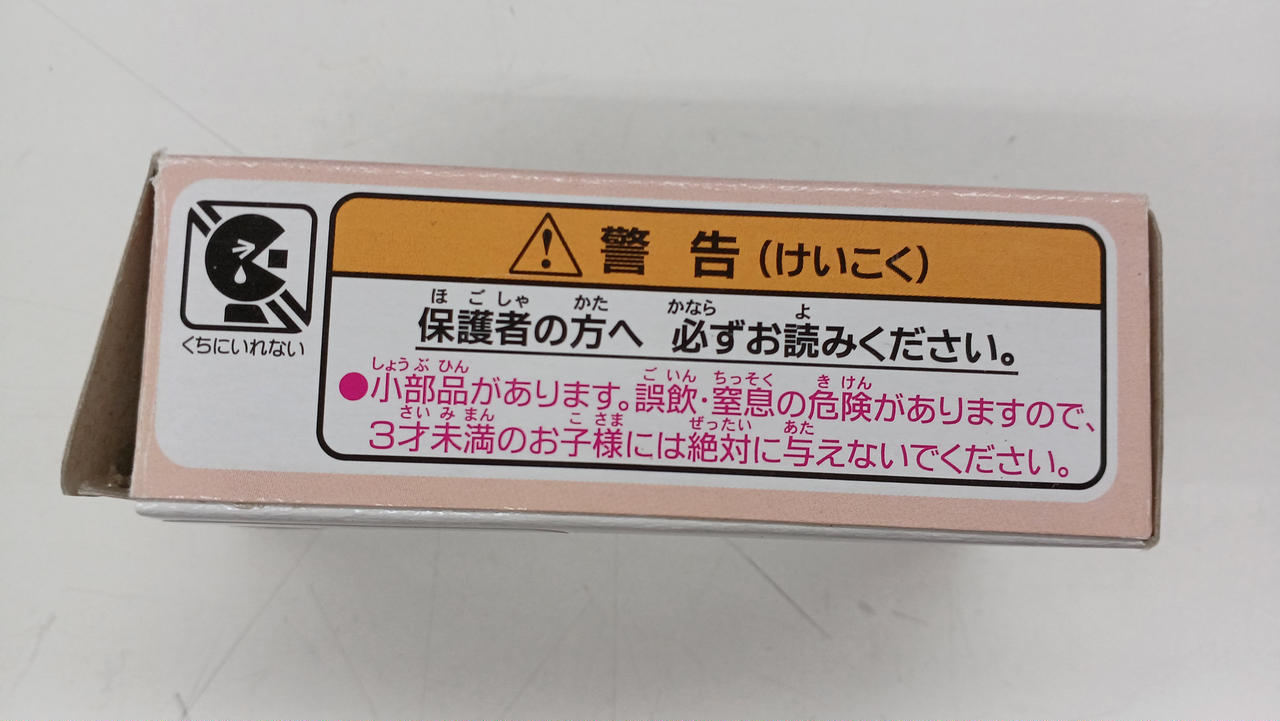 くちにいれない
警告(けいこく)
ほごしゃ かた かなら よ
保護者の方へ 必ずお読みください。
しょうぶひん ごいん ちっそく きけん
●小部品があります。誤飲・窒息の危険がありますので、
さいみまん こさま ぜったい あた
3才未満のお子様には絶対に与えないでください。